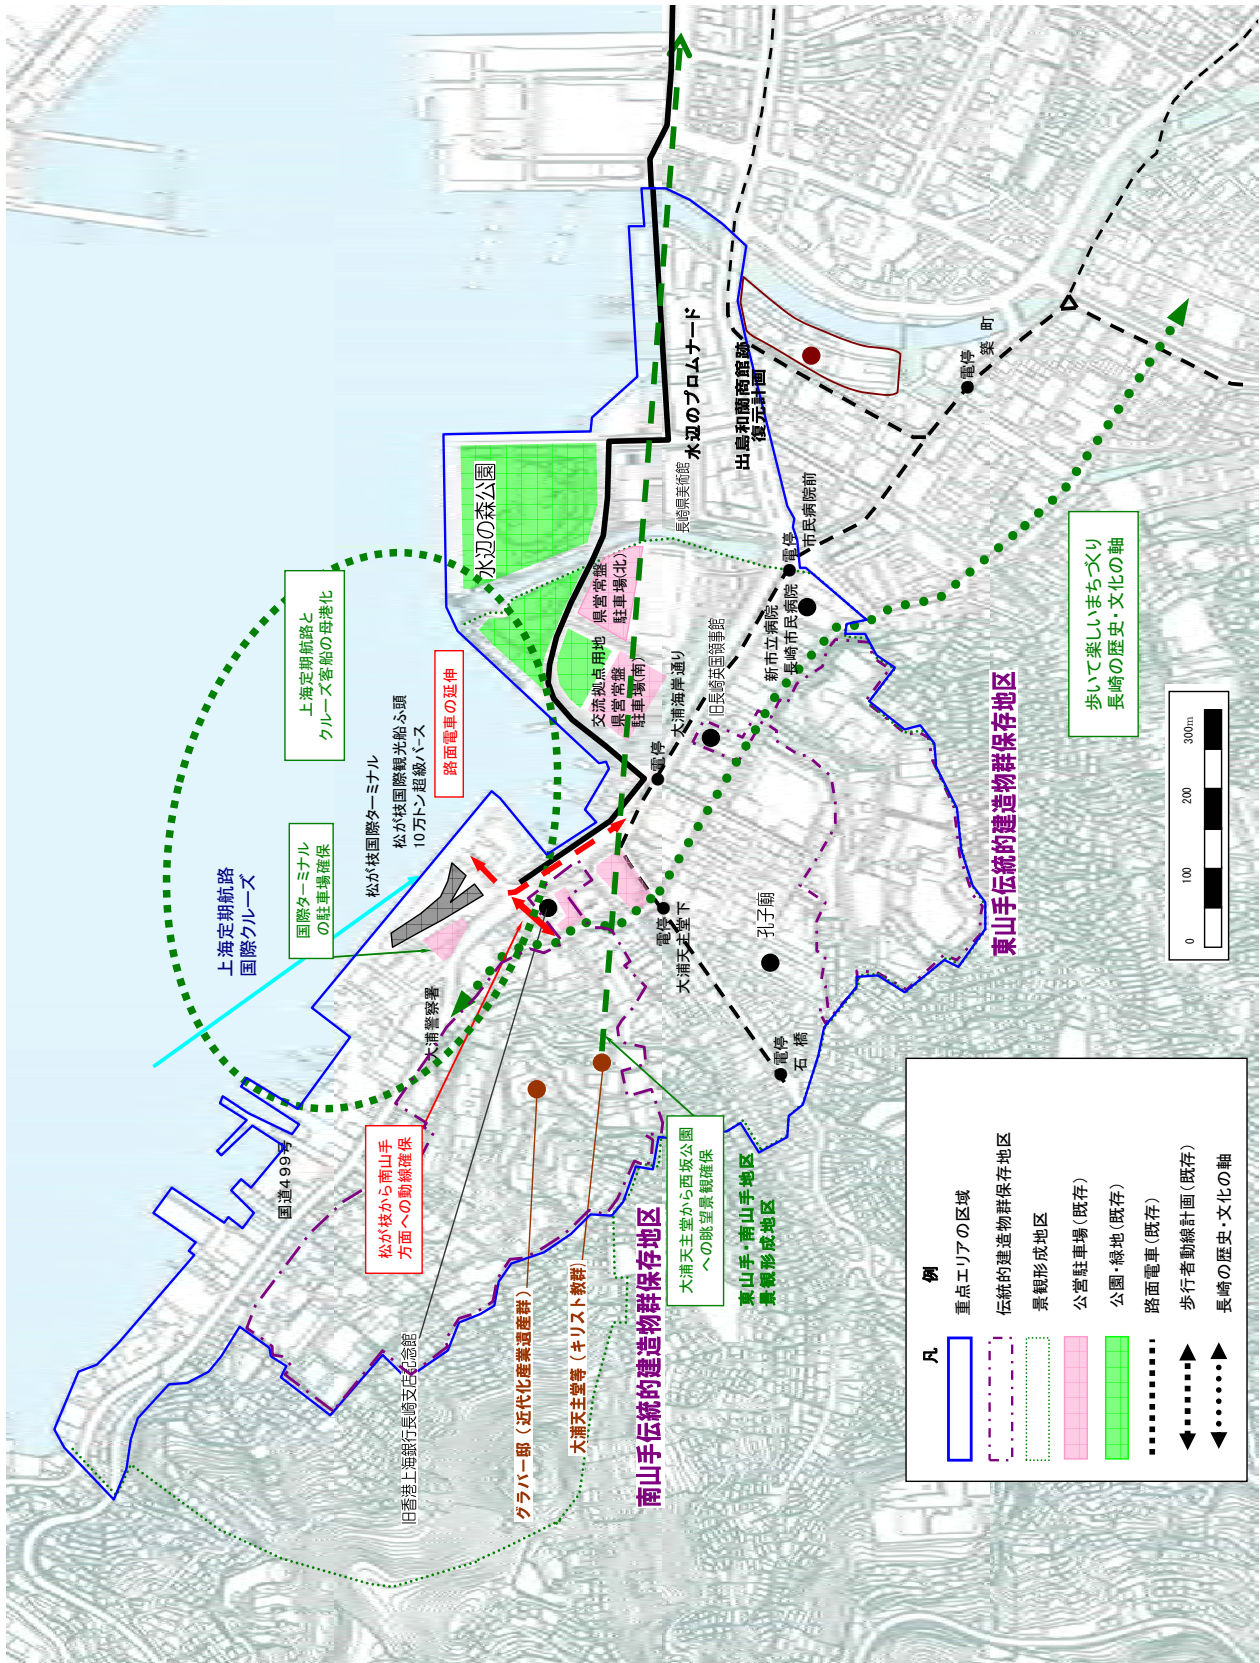 上海定期航路と
クルーズ客船の母港化
路面電車の延伸
松が枝国際ターミナル
松が枝国際観光船ふ頭
10万トン超級バース
国際ターミナル
の駐車場確保
上海定期航路
国際クルーズ
水辺の森公園
水辺のプロムナード
出島和蘭商館跡
復元計画
長崎県美術館
県営常盤
駐車場(北)
交流拠点用地
県営常盤
駐車場(南)
電停
大浦海岸通り
旧長崎英国領事館
新市立病院
長崎市民病院
電停
市民病院前
電停
築町
歩いて楽しいまちづくり
長崎の歴史・文化の軸
東山手伝統的建造物群保存地区
0 100 200 300m
孔子廟
電停
大浦天主堂下
電停
石橋
大浦警察署
国道499号
松が枝から南山手
方面への動線確保
大浦天主堂から西坂公園
への眺望景観確保
東山手・南山手地区
景観形成地区
南山手伝統的建造物群保存地区
大浦天主堂等（キリスト教群）
グラバー邸（近代化産業遺産群）
旧香港上海銀行長崎支店記念館
凡 例
重点エリアの区域
伝統的建造物群保存地区
景観形成地区
公営駐車場(既存)
公園・緑地(既存)
路面電車(既存)
歩行者動線計画(既存)
長崎の歴史・文化の軸